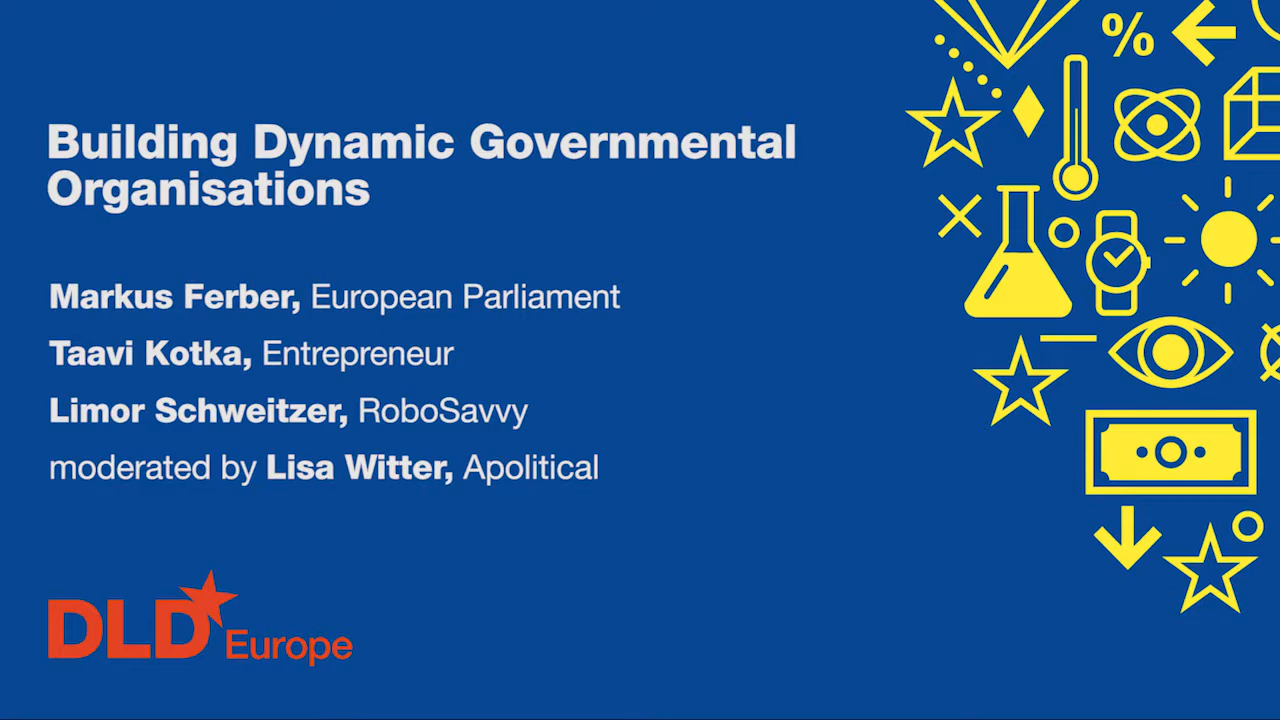 Building Dynamic Governmental
Organisations
Markus Ferber, European Parliament
Taavi Kotka, Entrepreneur
Limor Schweitzer, RoboSavvy
moderated by Lisa Witter, Apolitical
DLD Europe
%